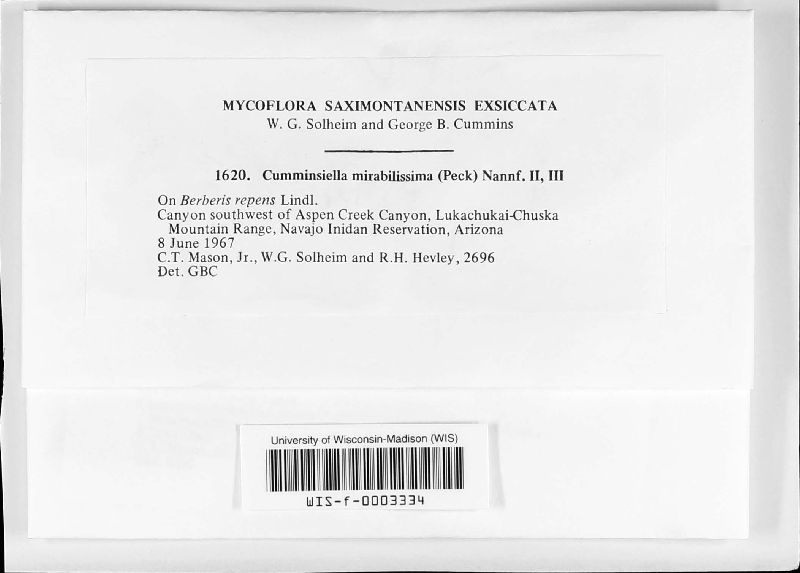 MYCOFLORA SAXIMONTANENSIS EXSICCATA
W. G. Solheim and George B. Cummins
1620. Cumminsiella mirabilissima (Peck) Nannf. II, III
On Berberis repens Lindl.
Canyon southwest of Aspen Creek Canyon, Lukachukai-Chuska
Mountain Range, Navajo Inidan Reservation, Arizona
8 June 1967
C.T. Mason, Jr., W.G. Solheim and R.H. Hevley, 2696
Det. GBC
University of Wisconsin-Madison (WIS)
WIS-f-0003334